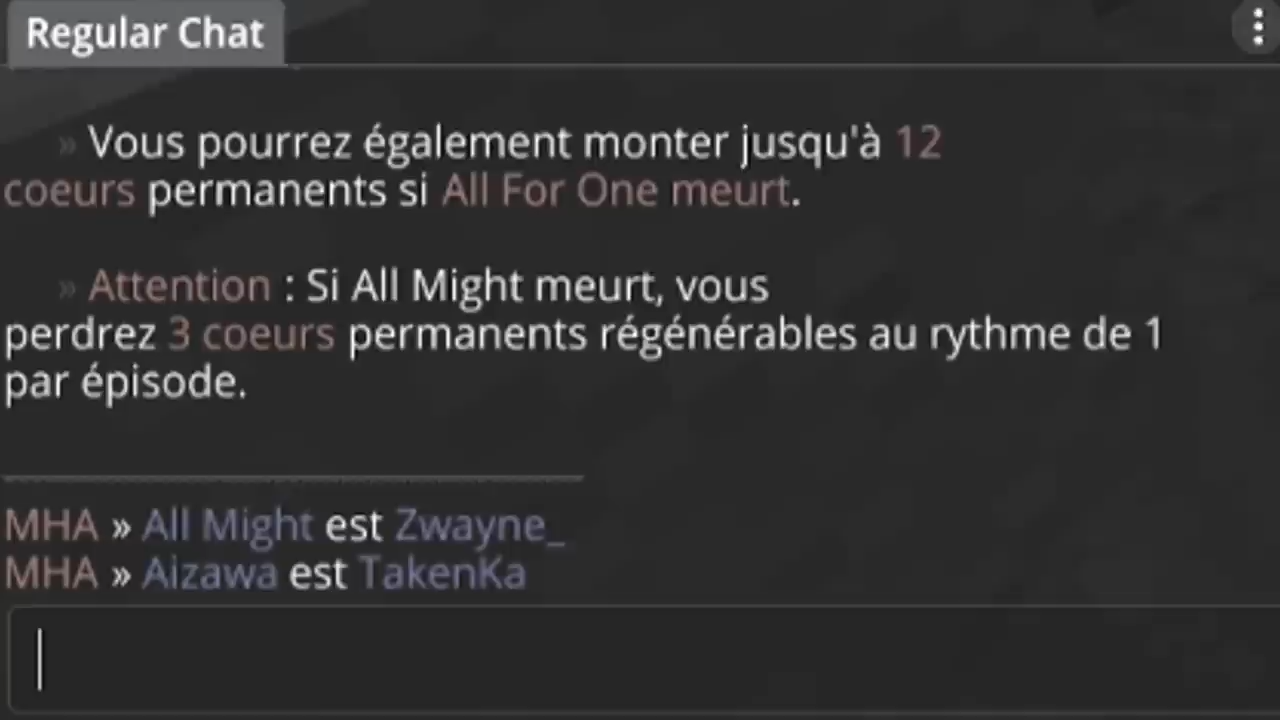 Regular Chat
» Vous pourrez également monter jusqu'à 12
coeurs permanents si All For One meurt.
» Attention : Si All Might meurt, vous
perdrez 3 coeurs permanents régénérables au rythme de 1
par épisode.
MHA » All Might est Zwayne_
MHA » Aizawa est TakenKa